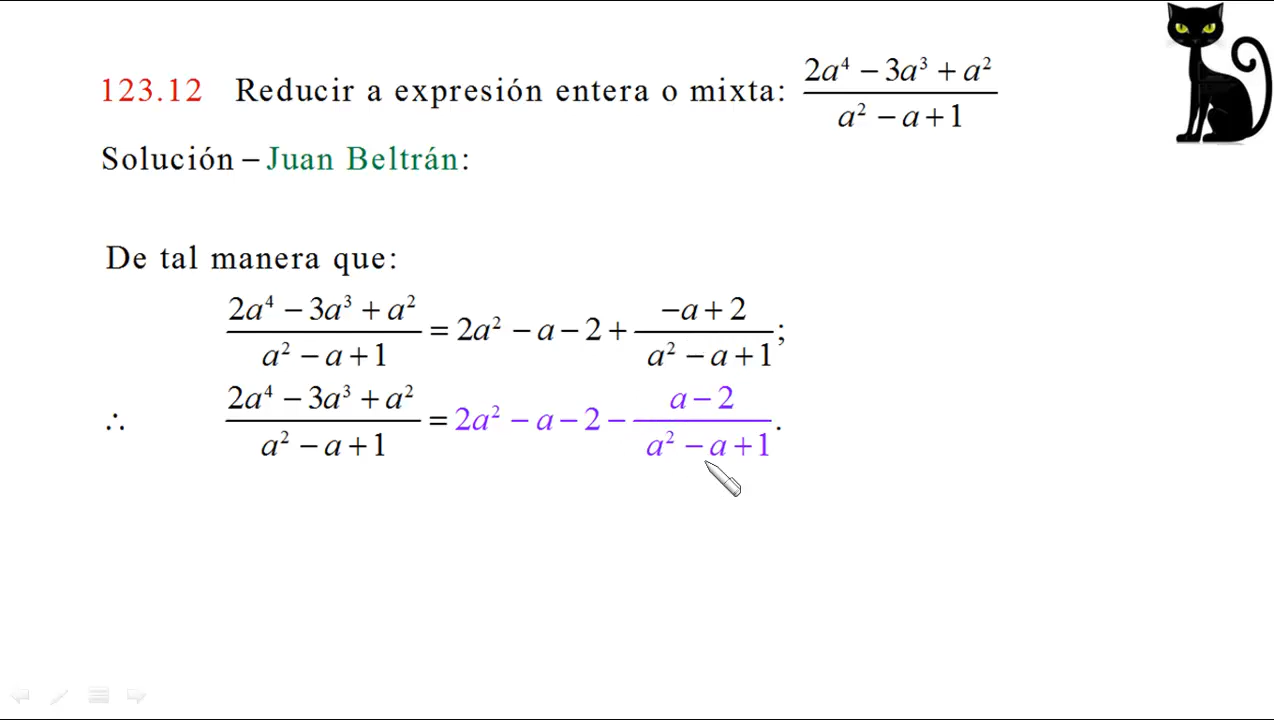 123.12 Reducir a expresión entera o mixta: (2a⁴ − 3a³ + a²)/(a² − a + 1)
Solución − Juan Beltrán:
De tal manera que:
(2a⁴ − 3a³ + a²)/(a² − a + 1) = 2a² − a − 2 + (−a + 2)/(a² − a + 1);
∴ (2a⁴ − 3a³ + a²)/(a² − a + 1) = 2a² − a − 2 − (a − 2)/(a² − a + 1).